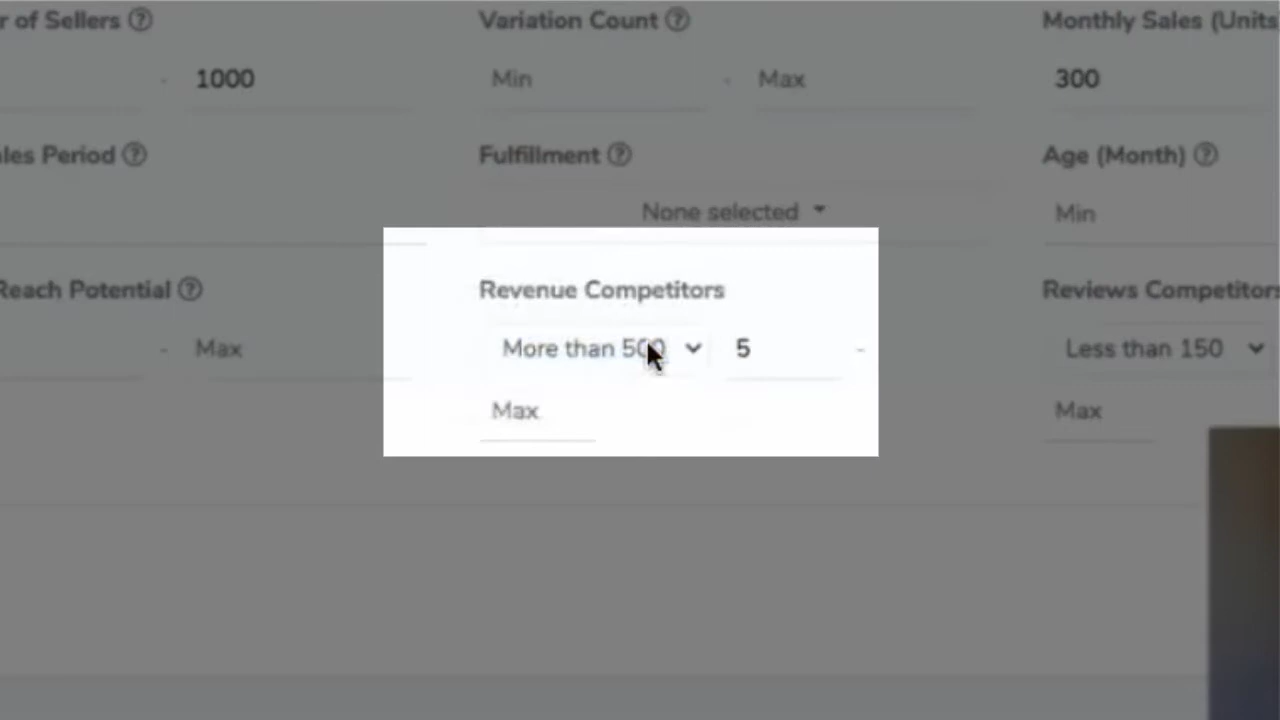 r of Sellers ?
Variation Count ?
Monthly Sales (Units
- 1000
Min - Max
300
les Period ?
Fulfillment ?
Age (Month) ?
None selected
Min
Reach Potential ?
Revenue Competitors
Reviews Competitors
- Max
More than 500 5 -
Less than 150
Max
Max